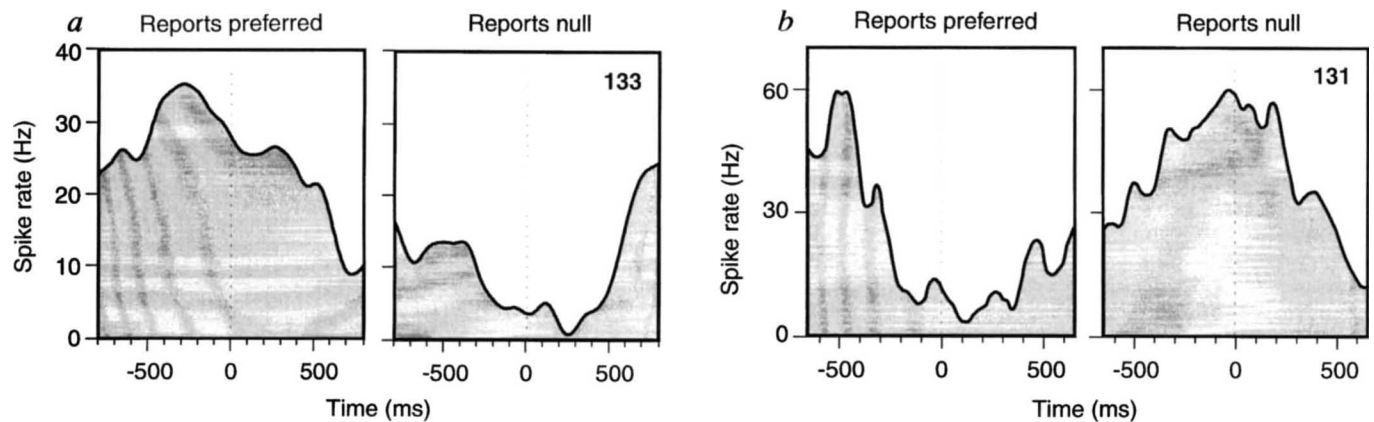 a Reports preferred Reports null
133
40
30
20
10
0
Spike rate (Hz)
-500 0 500 -500 0 500
Time (ms)
b Reports preferred Reports null
131
60
30
0
Spike rate (Hz)
-500 0 500 -500 0 500
Time (ms)